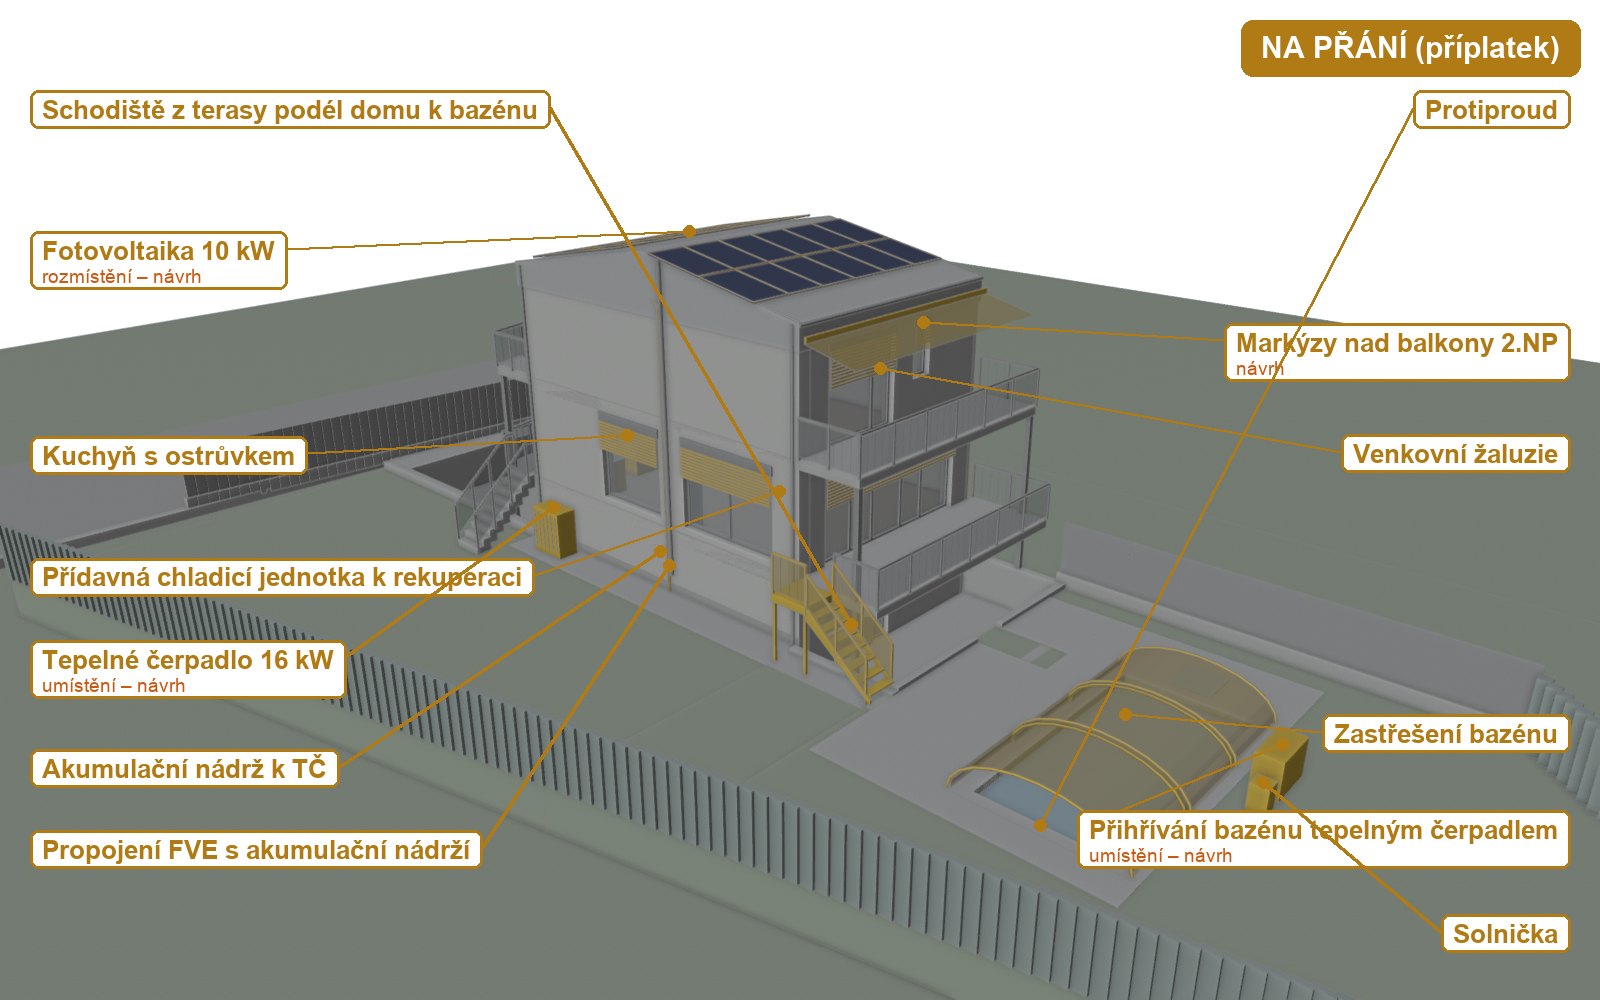 NA PŘÁNÍ (příplatek)
Schodiště z terasy podél domu k bazénu
Protiproud
Fotovoltaika 10 kW
rozmístění – návrh
Markýzy nad balkony 2.NP
návrh
Kuchyň s ostrůvkem
Venkovní žaluzie
Přídavná chladicí jednotka k rekuperaci
Tepelné čerpadlo 16 kW
umístění – návrh
Zastřešení bazénu
Akumulační nádrž k TČ
Přihřívání bazénu tepelným čerpadlem
umístění – návrh
Propojení FVE s akumulační nádrží
Solnička